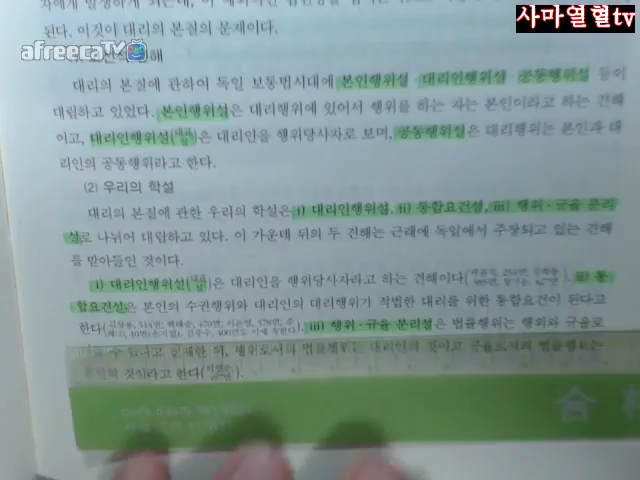 사마열혈tv
afreecaTV
된다. 이것이 대리의 본질의 문제이다.
대리의 본질에 관하여 독일 보통법시대에 본인행위설·대리인행위설·공동행위설 등이
대립하고 있었다. 본인행위설은 대리행위에 있어서 행위를 하는 자는 본인이라고 하는 견해
이고, 대리인행위설은 대리인을 행위당사자로 보며, 공동행위설은 대리행위는 본인과 대
리인의 공동행위라고 한다.
(2) 우리의 학설
대리의 본질에 관한 우리의 학설은 i) 대리인행위설, ii) 통합요건설, iii) 행위·규율 분리
설로 나뉘어 대립하고 있다. 이 가운데 뒤의 두 견해는 근래에 독일에서 주장되고 있는 견해
를 받아들인 것이다.
i) 대리인행위설은 대리인을 행위당사자라고 하는 견해이다. ii) 통
합요건설은 본인의 수권행위와 대리인의 대리행위가 적법한 대리를 위한 통합요건이 된다고
한다. iii) 행위·규율 분리설은 법률행위는 행위와 규율로
것이라고 한다
合